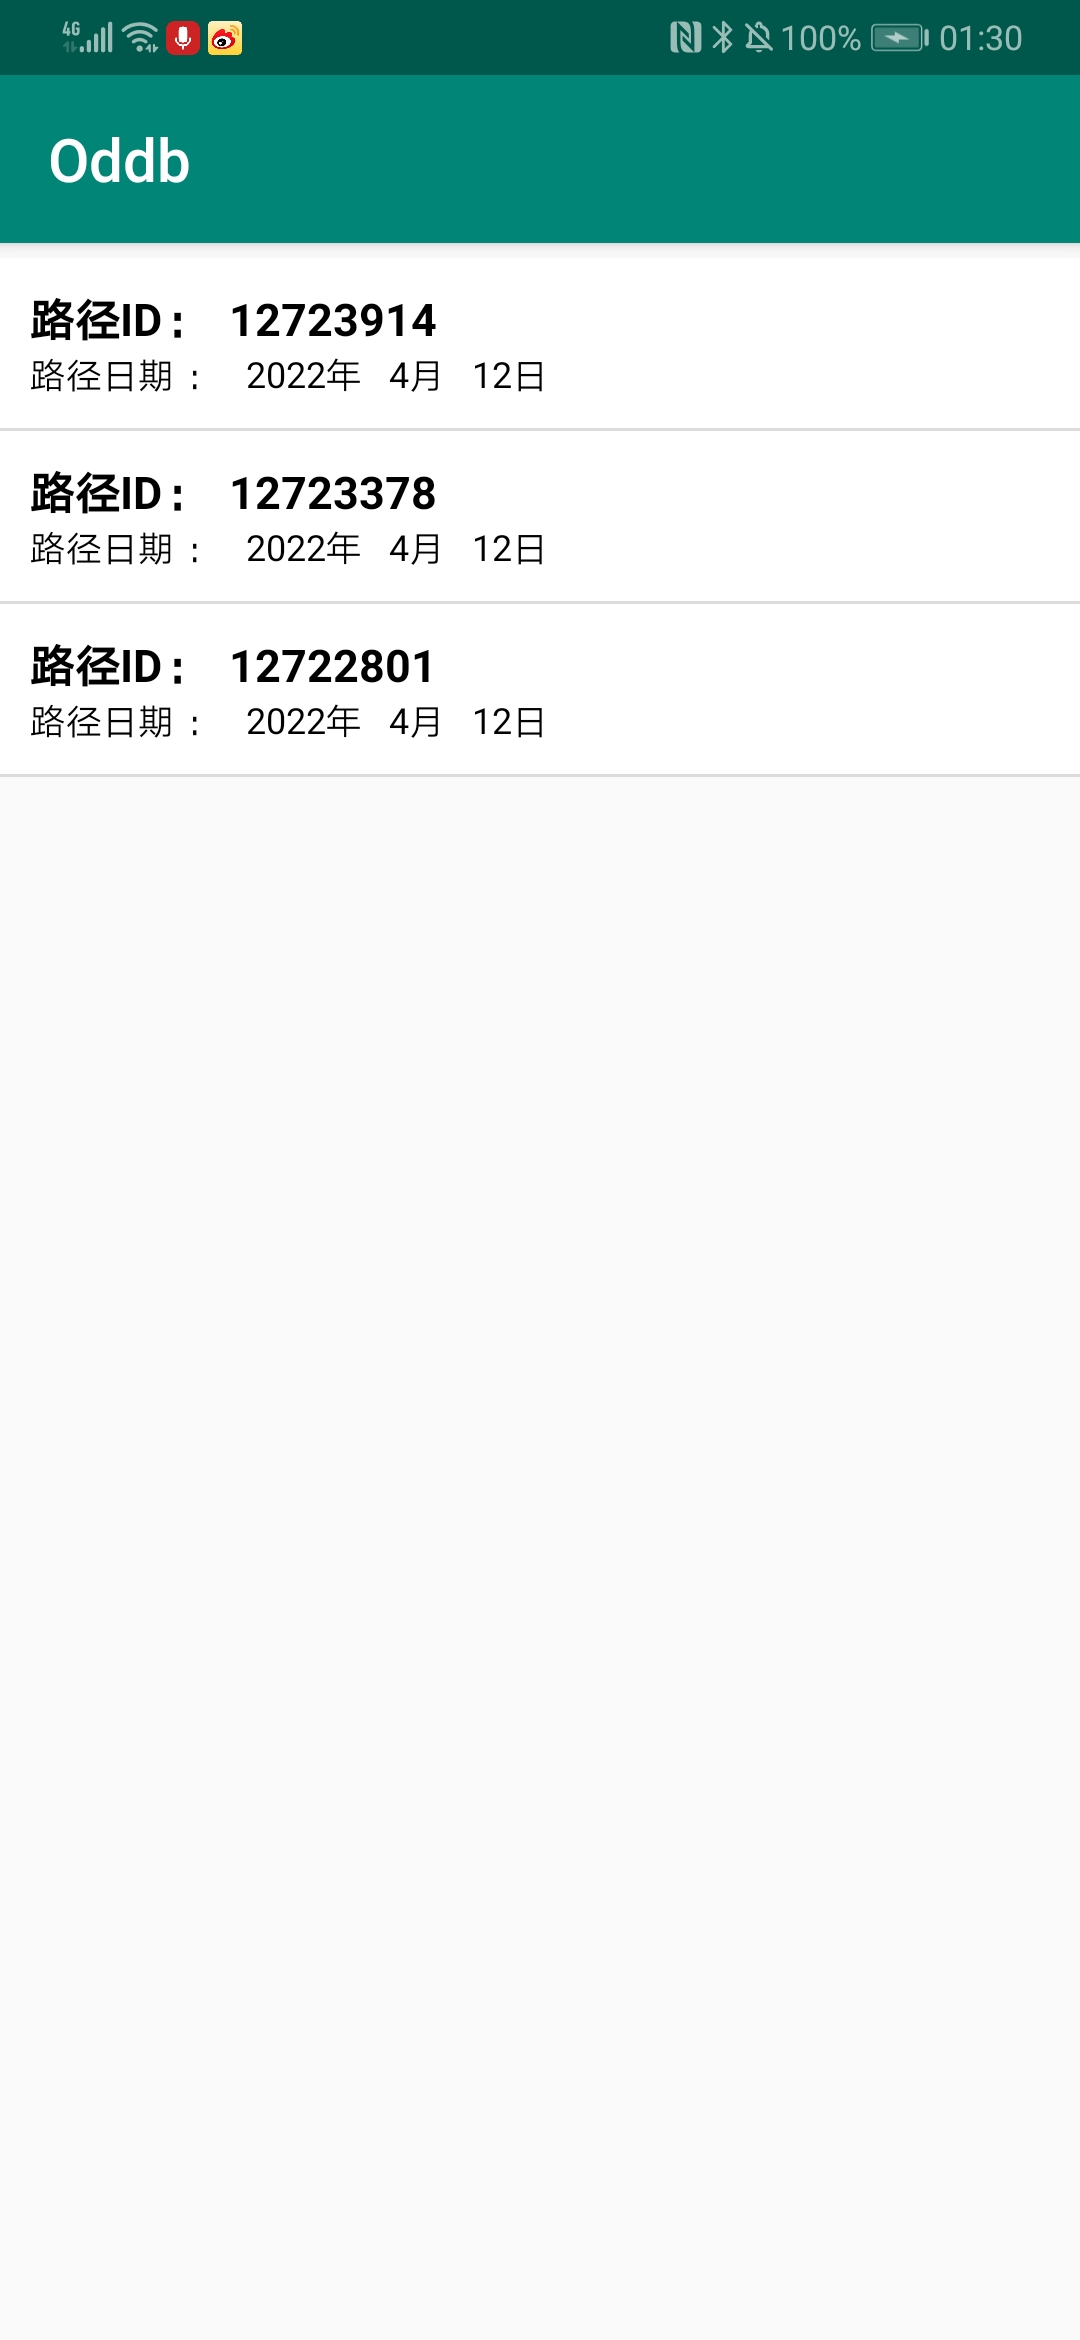 4G 100% 01:30
Oddb
路径ID： 12723914
路径日期： 2022年 4月 12日
路径ID： 12723378
路径日期： 2022年 4月 12日
路径ID： 12722801
路径日期： 2022年 4月 12日